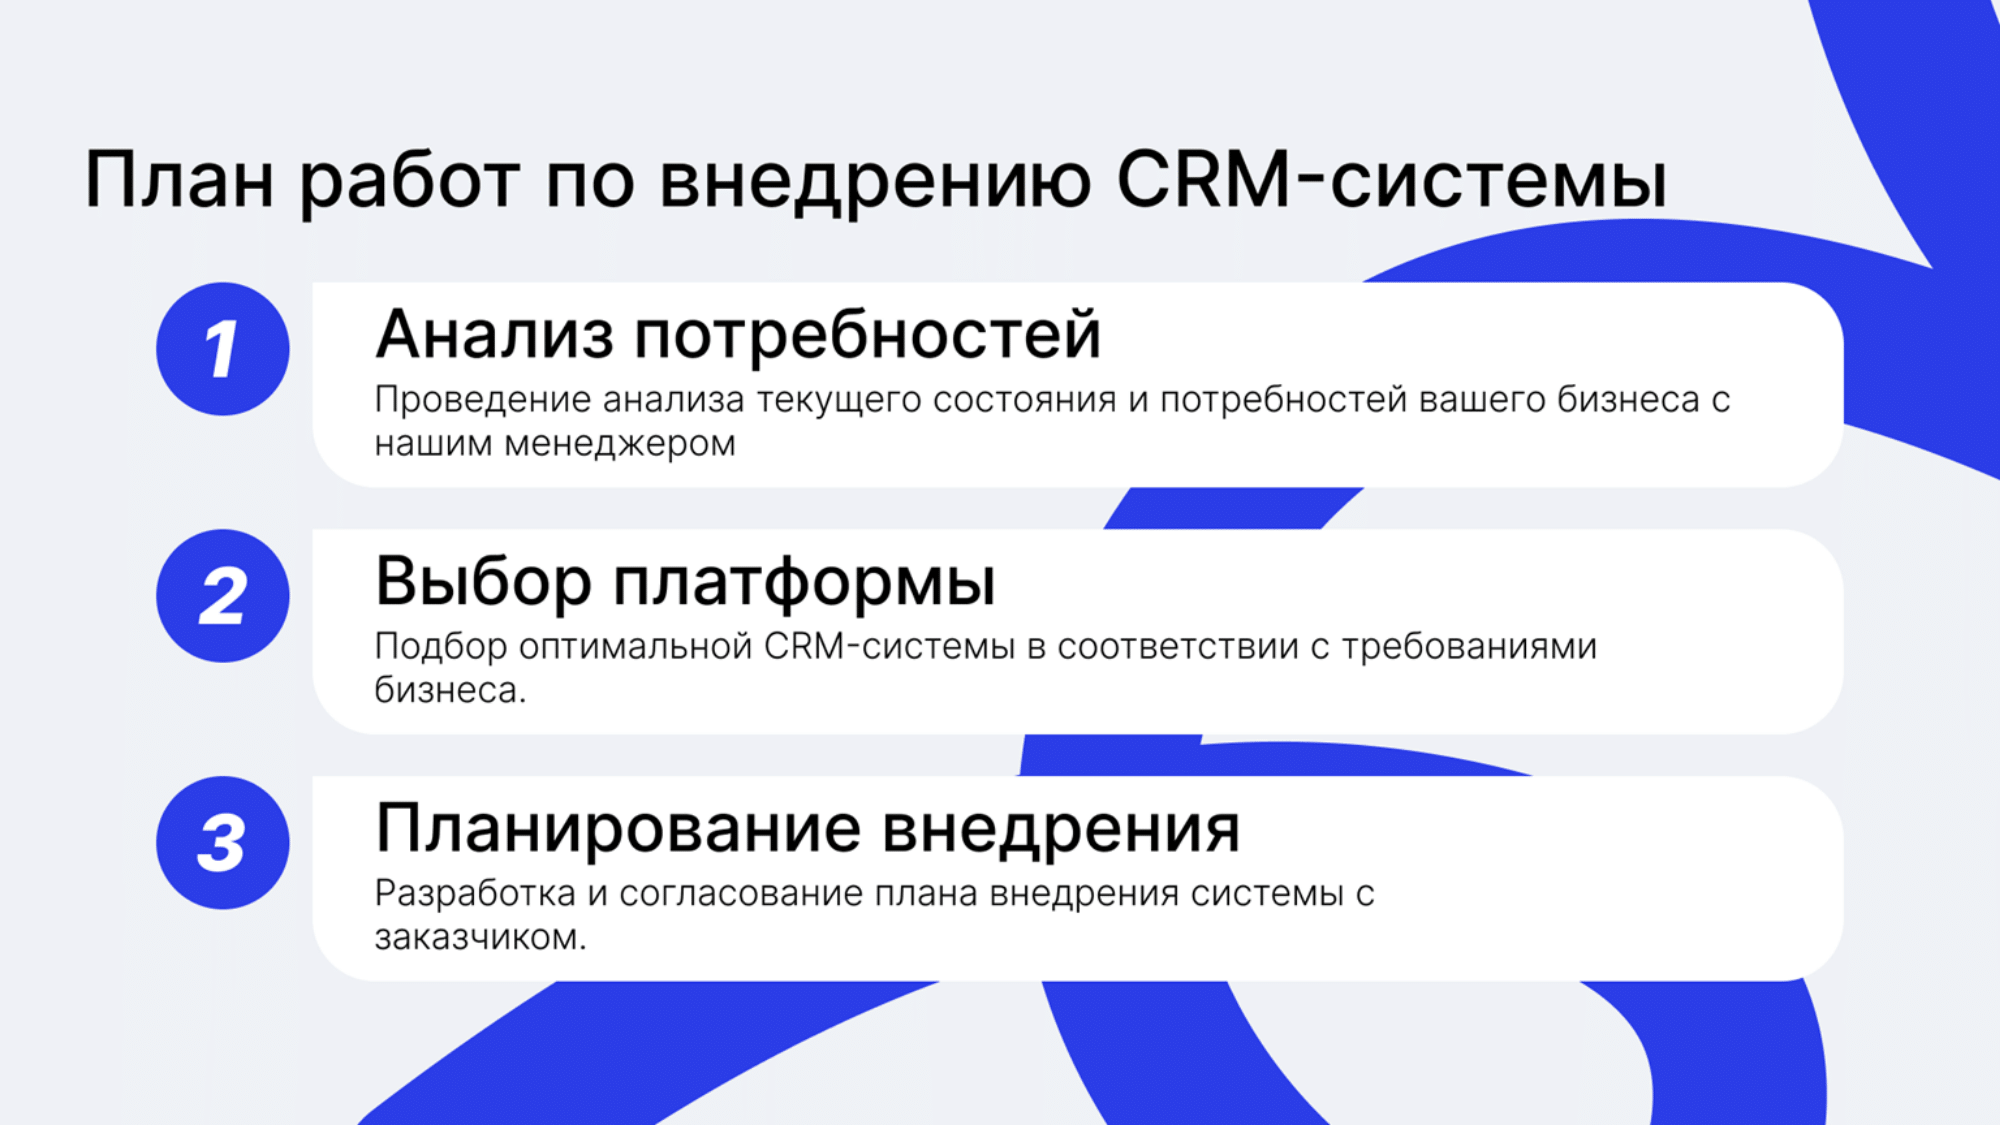 План работ по внедрению CRM-системы
1
Анализ потребностей
Проведение анализа текущего состояния и потребностей вашего бизнеса с
нашим менеджером
2
Выбор платформы
Подбор оптимальной CRM-системы в соответствии с требованиями
бизнеса.
3
Планирование внедрения
Разработка и согласование плана внедрения системы с
заказчиком.